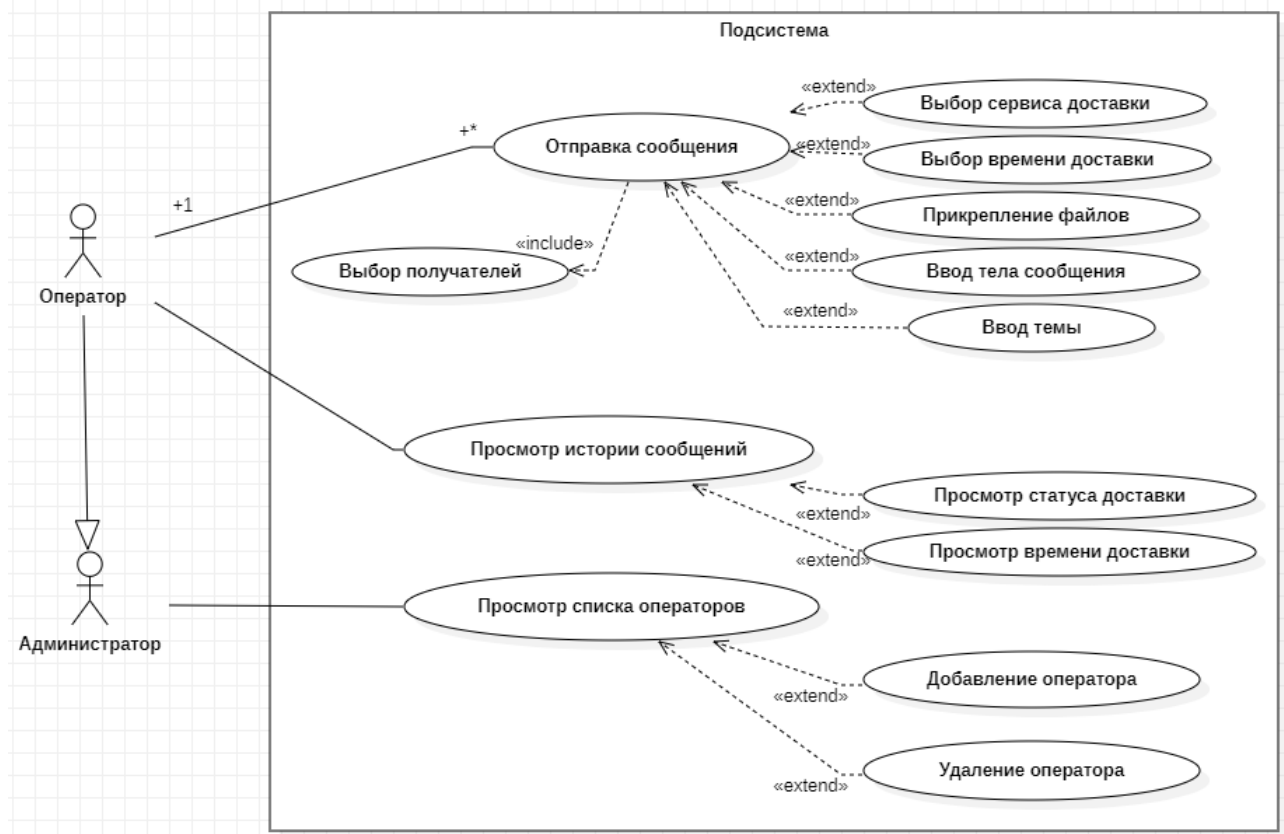 Подсистема
«extend»
Выбор сервиса доставки
+*
Отправка сообщения
«extend»
Выбор времени доставки
+1
«extend»
Прикрепление файлов
«include»
Выбор получателей
«extend»
Ввод тела сообщения
Оператор
«extend»
Ввод темы
Просмотр истории сообщений
Просмотр статуса доставки
«extend»
Просмотр времени доставки
«extend»
Просмотр списка операторов
Администратор
Добавление оператора
«extend»
Удаление оператора
«extend»